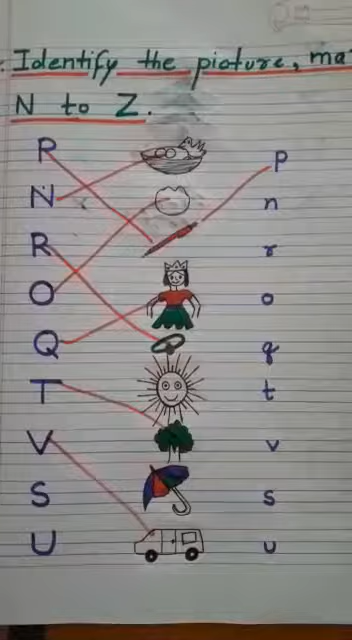 . Identify the picture, ma
N to Z.
R p
N n
R r
O o
Q q
T t
V v
S s
U u